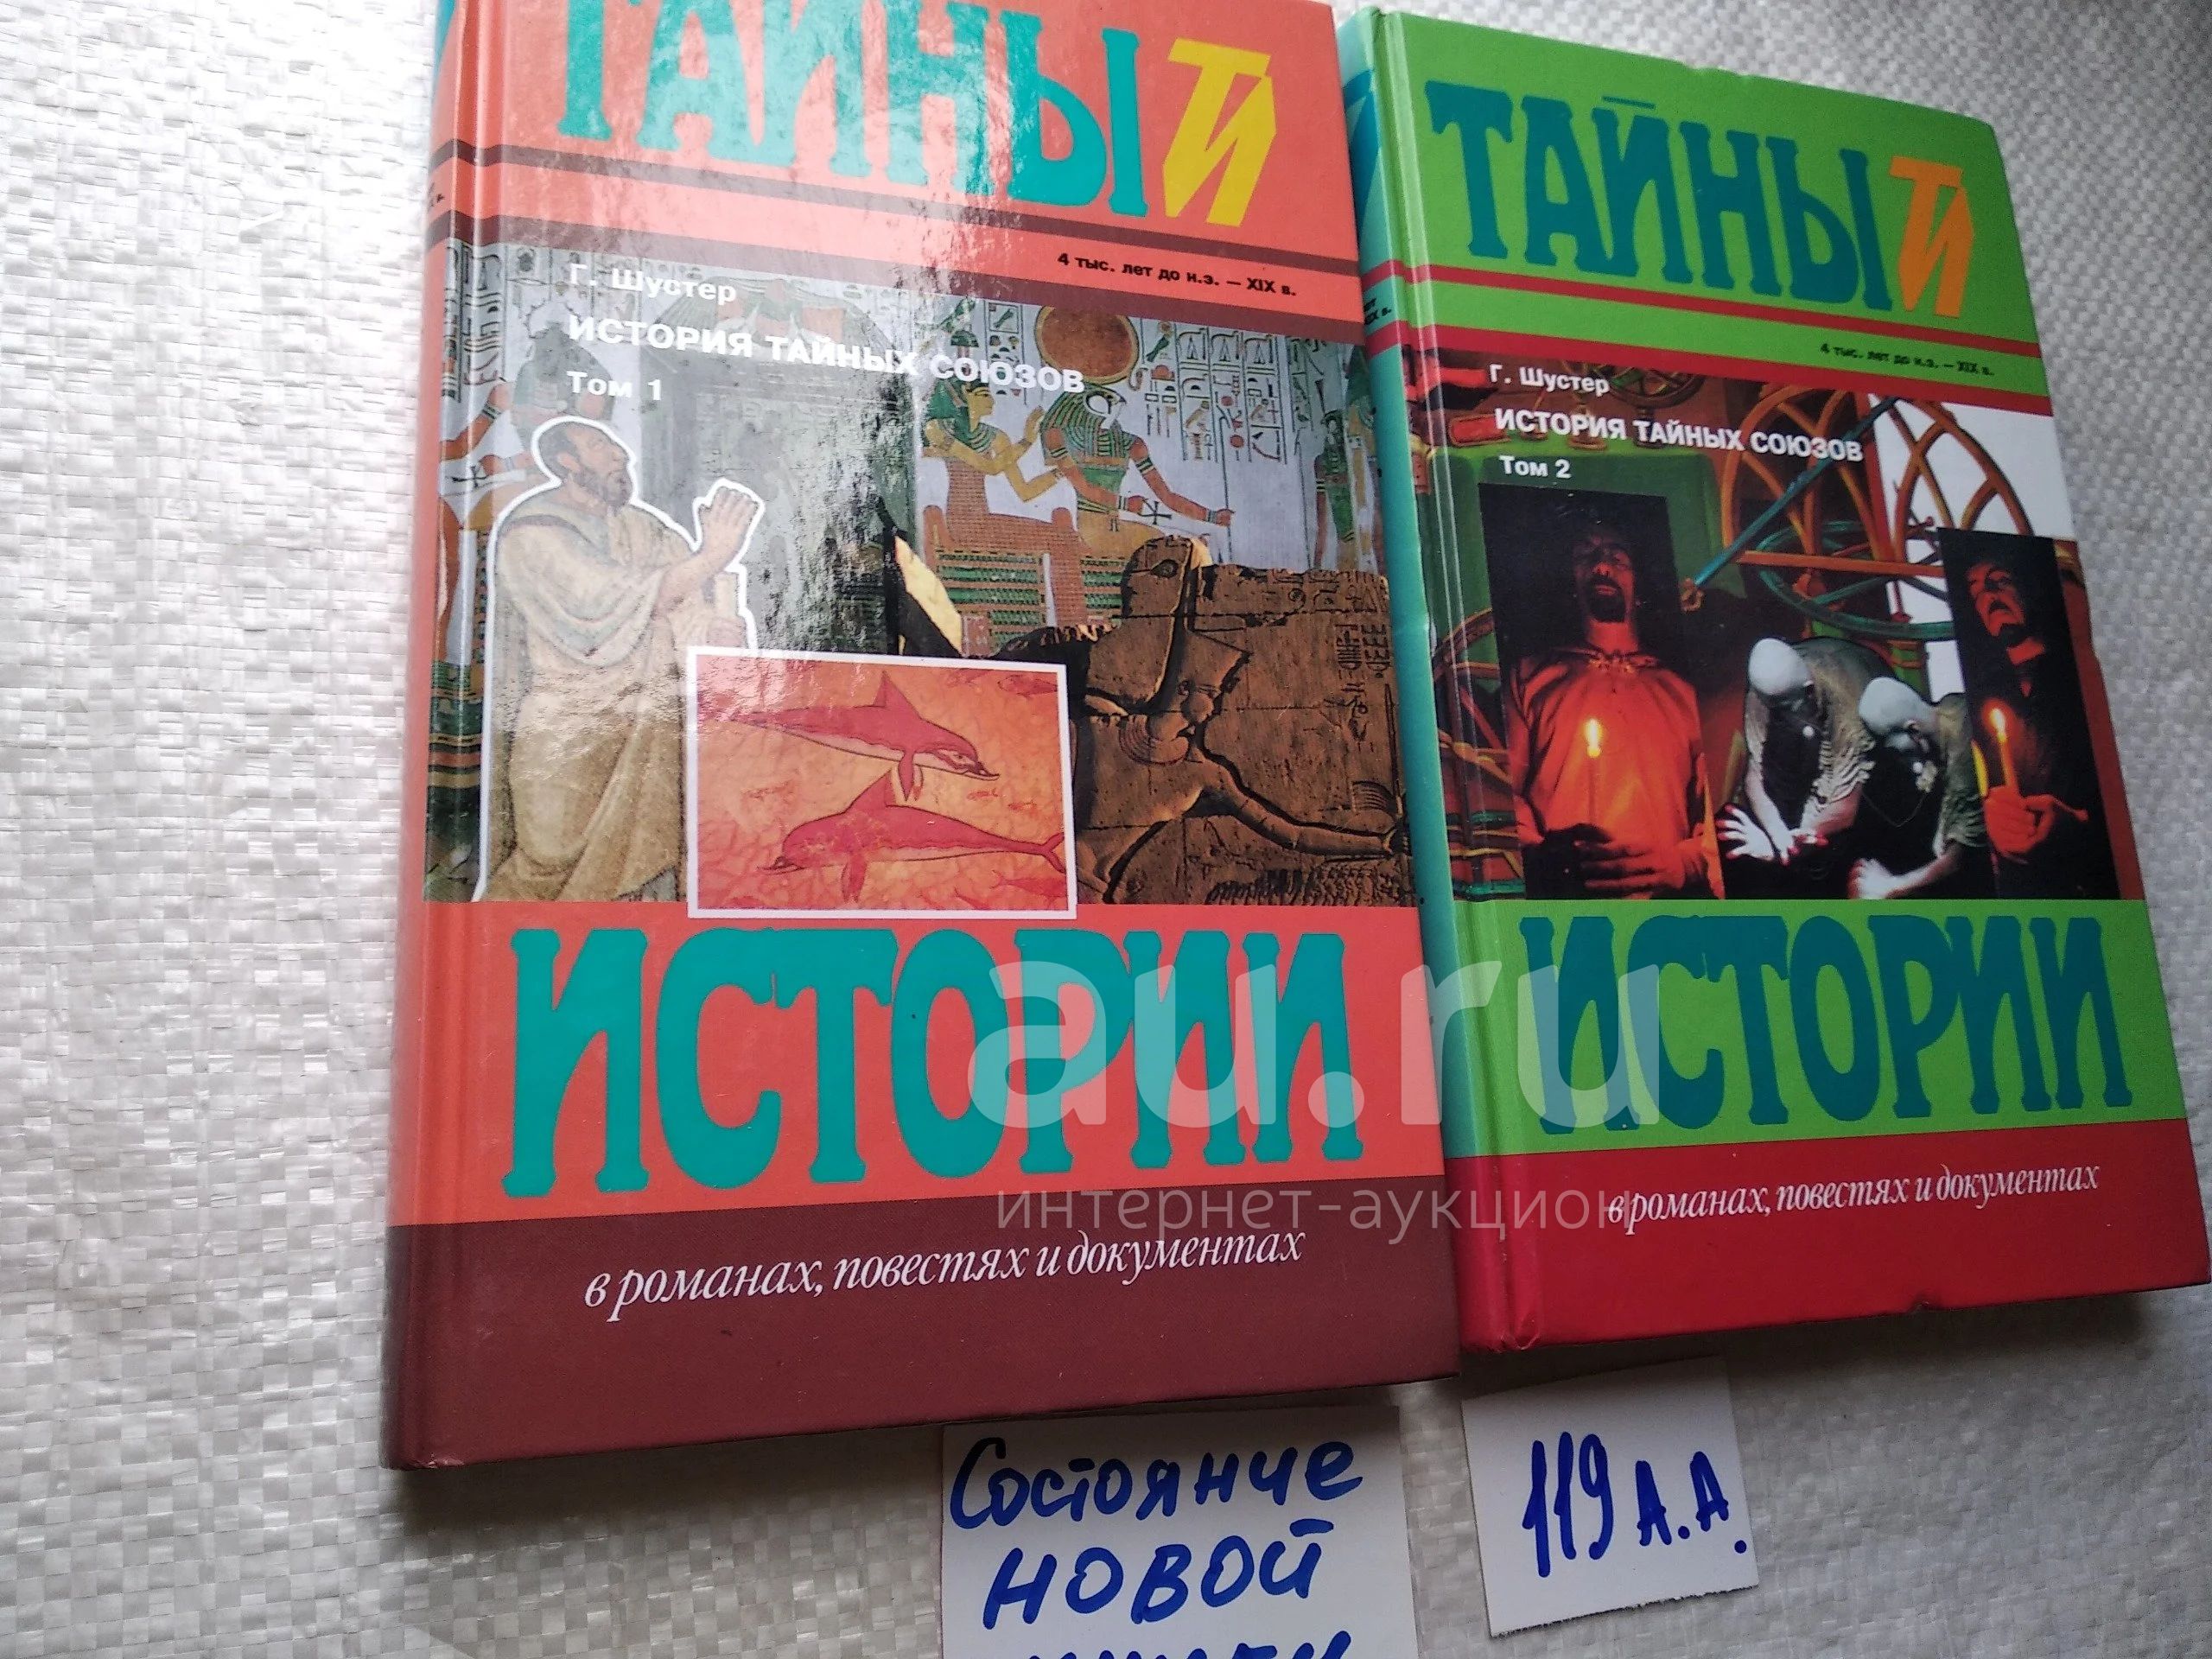 ТАЙНЫ
ТИ
4 тыс. лет до н.э. — XIX в.
Г. Шустер
ИСТОРИЯ ТАЙНЫХ СОЮЗОВ
Том 1
ИСТОРИИ
в романах, повестях и документах
ТАЙНЫ
ТИ
4 тыс. лет до н.э. — XIX в.
Г. Шустер
ИСТОРИЯ ТАЙНЫХ СОЮЗОВ
Том 2
ИСТОРИИ
в романах, повестях и документах
au.ru
интернет-аукцион
Состояние
НОВОЙ
119 А.А.